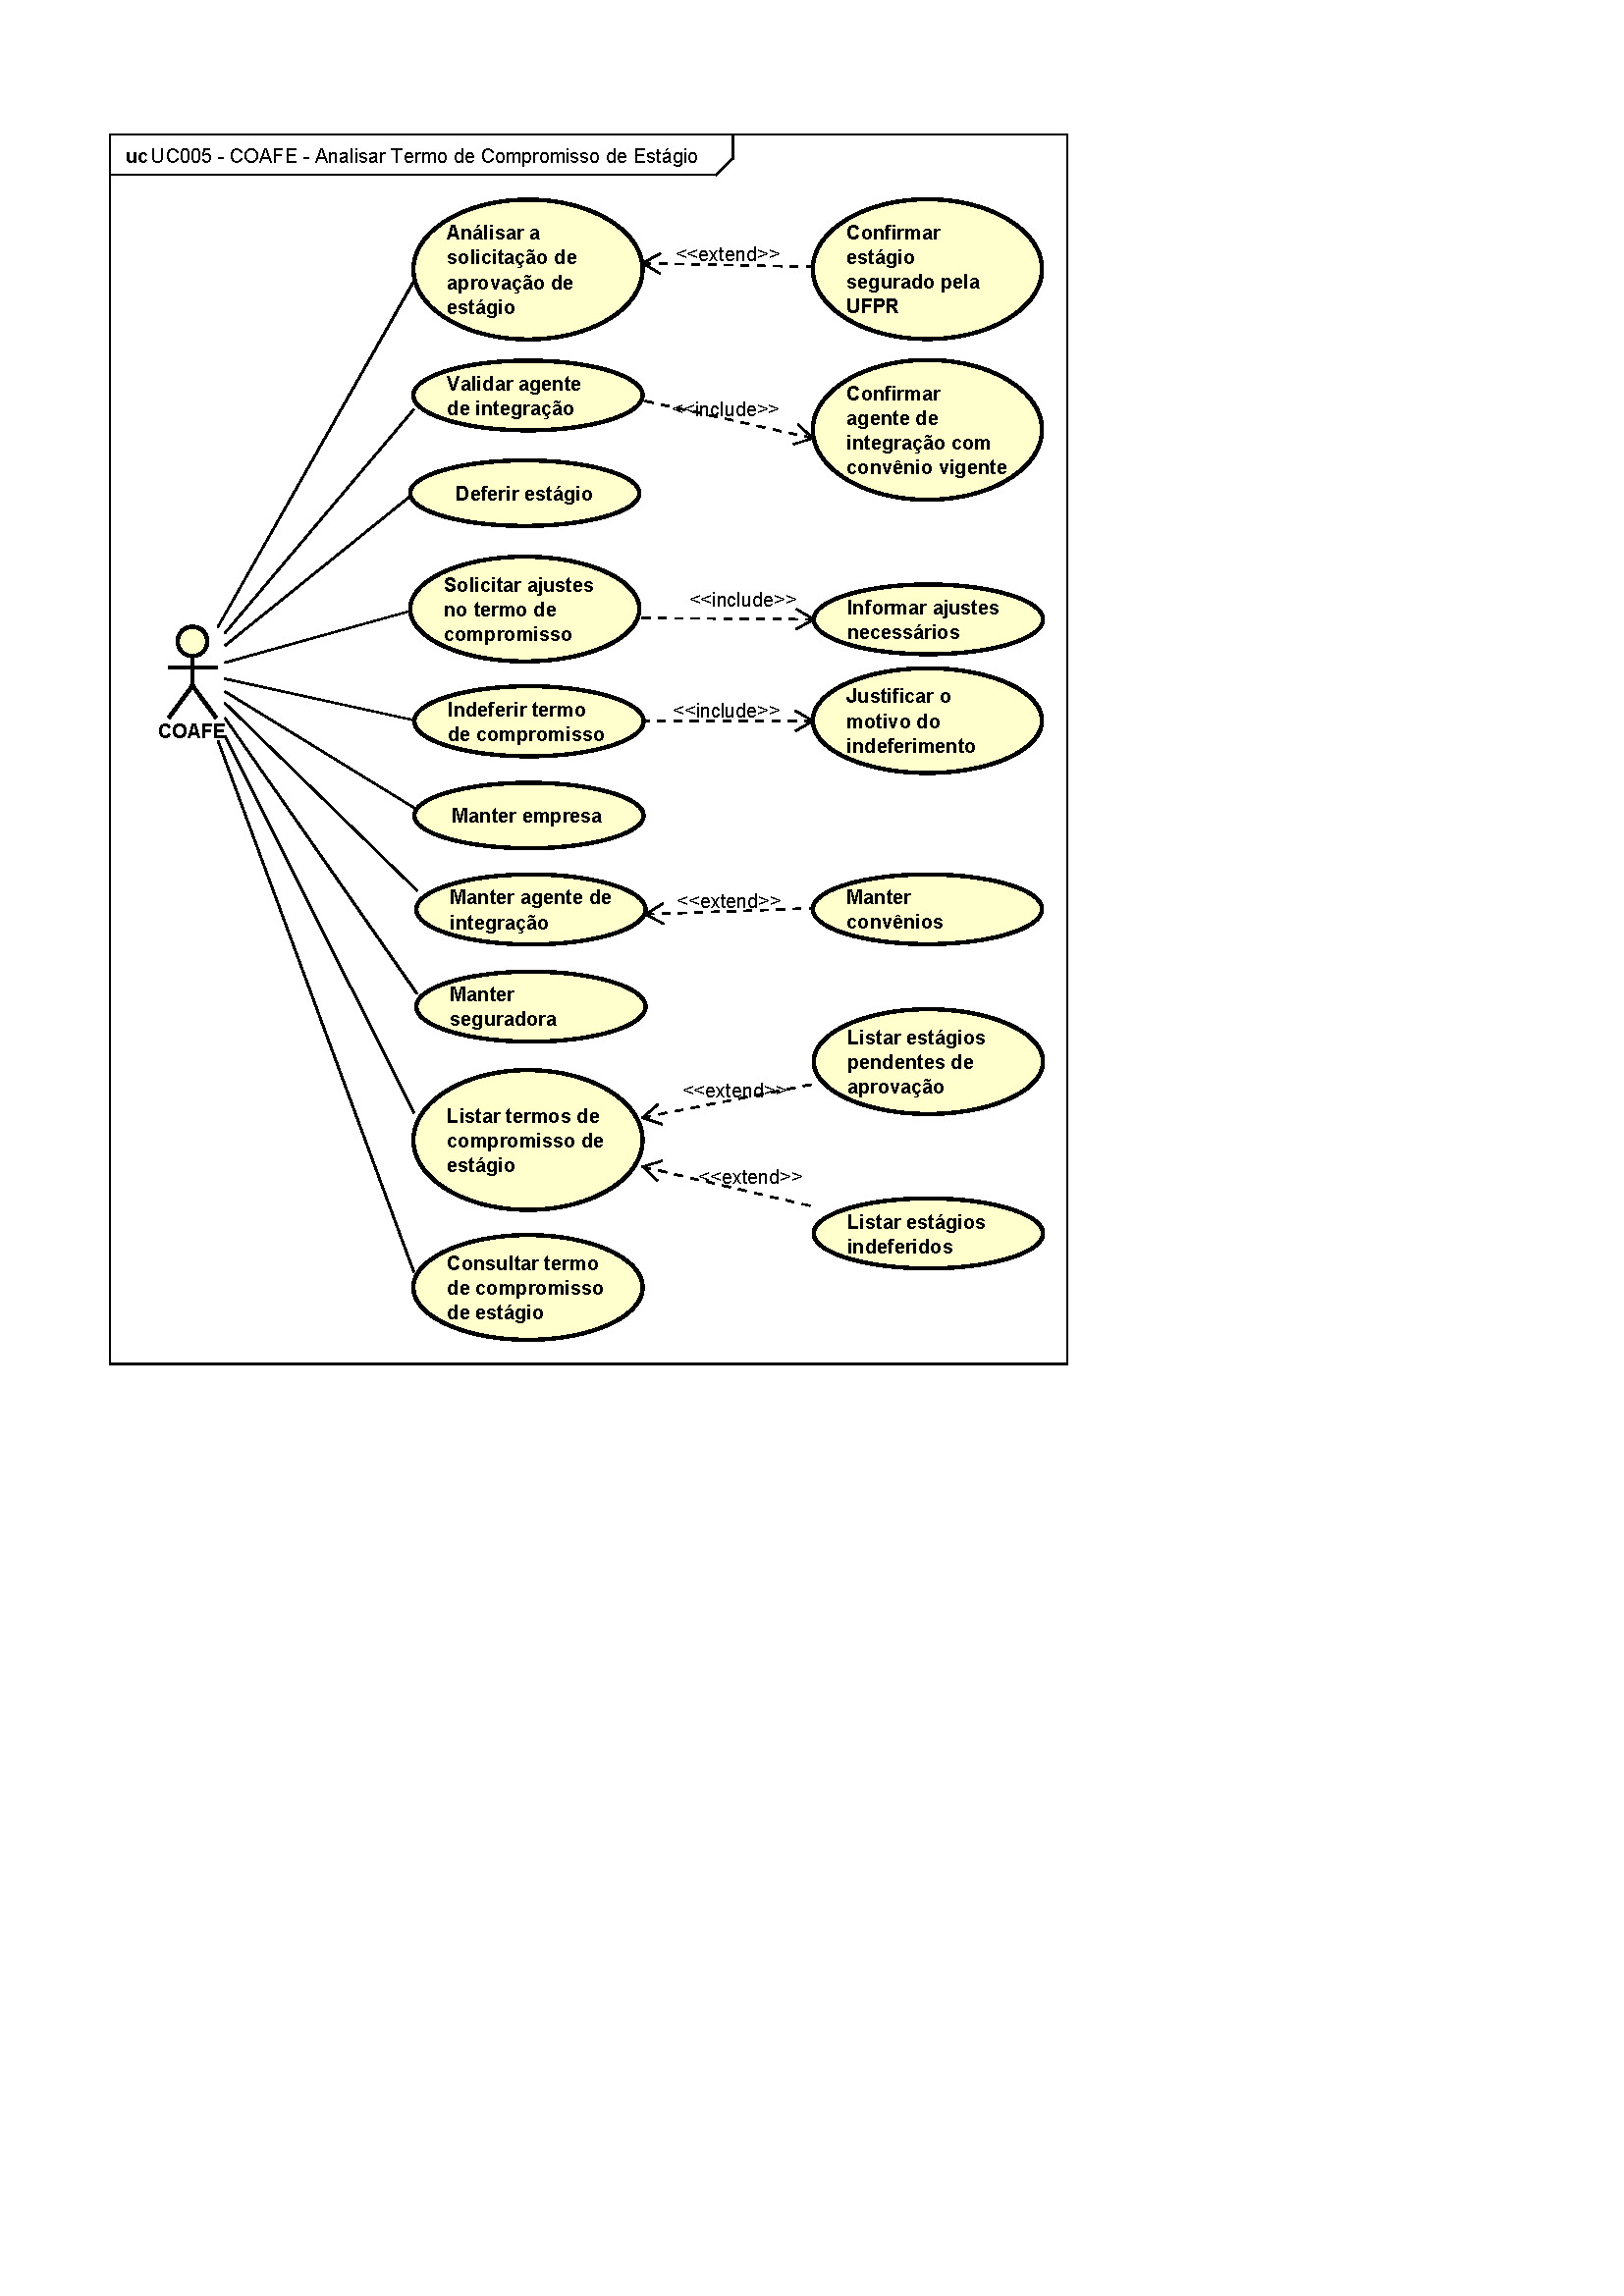 uc UC005 - COAFE - Analisar Termo de Compromisso de Estágio
Análisar a
solicitação de
aprovação de
estágio
<<extend>>
Confirmar
estágio
segurado pela
UFPR
Validar agente
de integração
<<include>>
Confirmar
agente de
integração com
convênio vigente
Deferir estágio
Solicitar ajustes
no termo de
compromisso
<<include>>
Informar ajustes
necessários
COAFE
Indeferir termo
de compromisso
<<include>>
Justificar o
motivo do
indeferimento
Manter empresa
Manter agente de
integração
<<extend>>
Manter
convênios
Manter
seguradora
Listar termos de
compromisso de
estágio
<<extend>>
Listar estágios
pendentes de
aprovação
<<extend>>
Listar estágios
indeferidos
Consultar termo
de compromisso
de estágio